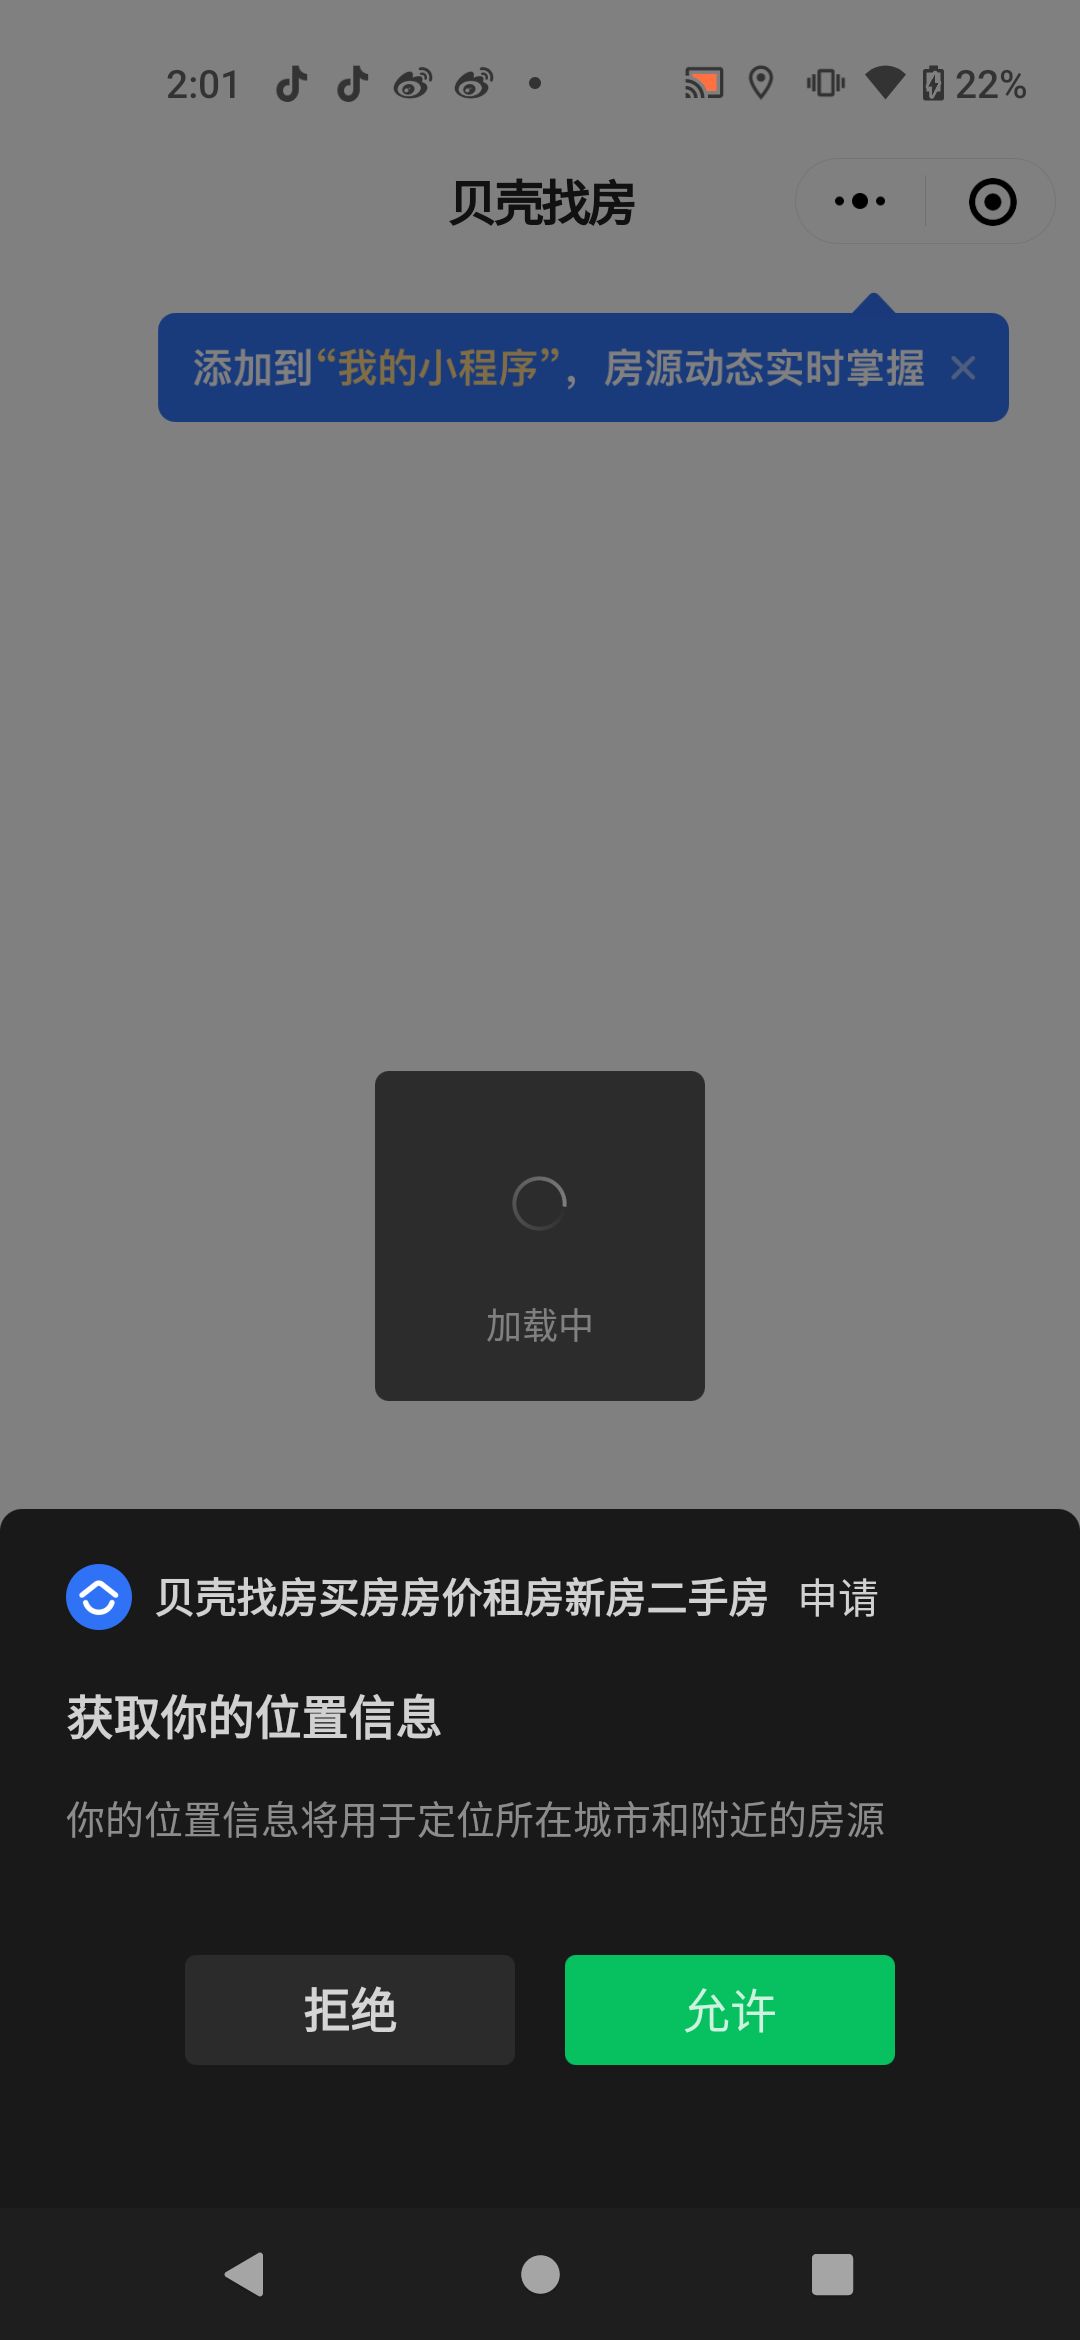 2:01
22%
贝壳找房
添加到“我的小程序”，房源动态实时掌握
加载中
贝壳找房买房房价租房新房二手房 申请
获取你的位置信息
你的位置信息将用于定位所在城市和附近的房源
拒绝
允许